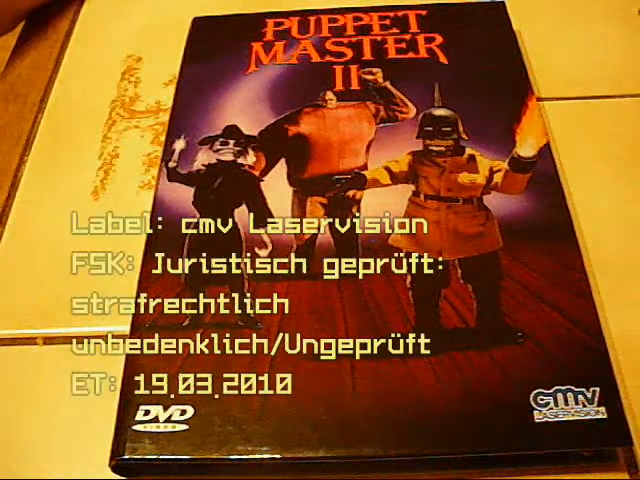 PUPPET
MASTER
II
Label: cmv Laservision
FSK: Juristisch geprüft:
strafrechtlich
unbedenklich/Ungeprüft
ET: 19.03.2010
DVD
VIDEO
cmv
LASERVISION